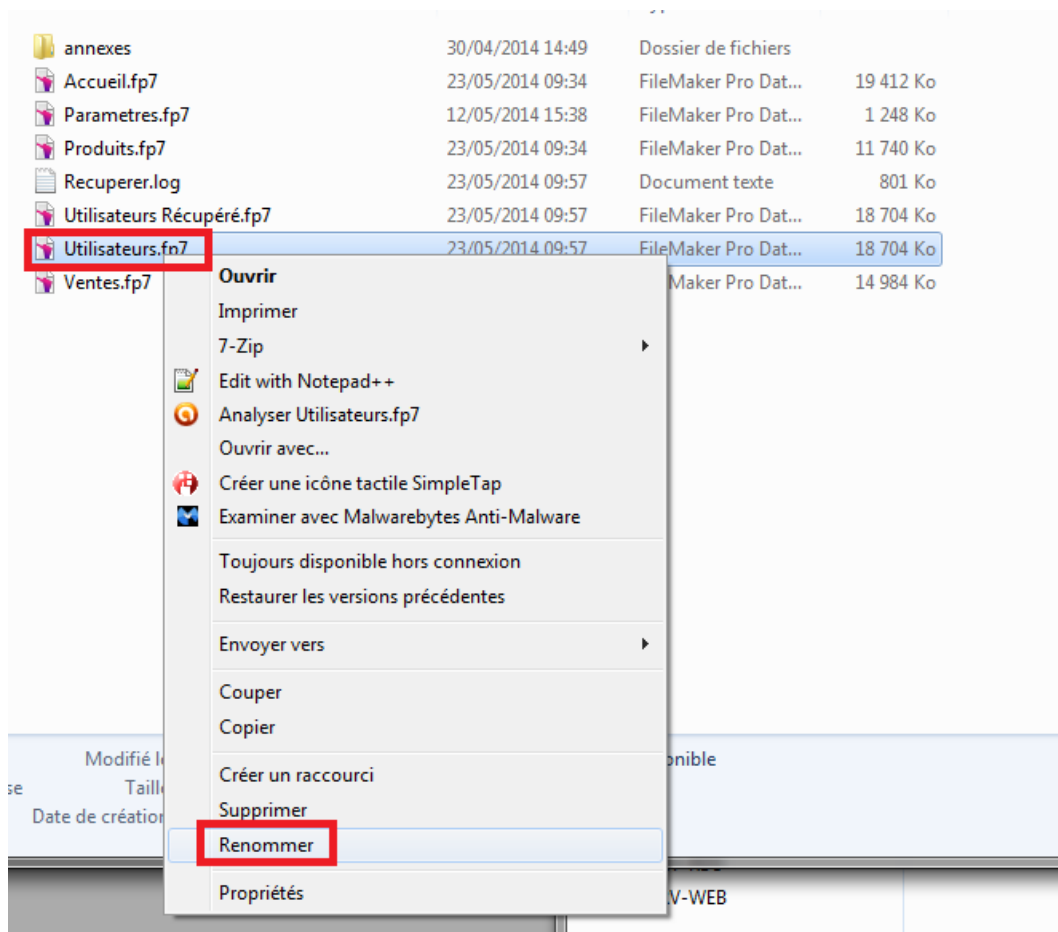 annexes 30/04/2014 14:49 Dossier de fichiers
Accueil.fp7 23/05/2014 09:34 FileMaker Pro Dat... 19 412 Ko
Parametres.fp7 12/05/2014 15:38 FileMaker Pro Dat... 1 248 Ko
Produits.fp7 23/05/2014 09:34 FileMaker Pro Dat... 11 740 Ko
Recuperer.log 23/05/2014 09:57 Document texte 801 Ko
Utilisateurs Récupéré.fp7 23/05/2014 09:57 FileMaker Pro Dat... 18 704 Ko
Utilisateurs.fp7 23/05/2014 09:57 FileMaker Pro Dat... 18 704 Ko
Ventes.fp7 Maker Pro Dat... 14 984 Ko
Ouvrir
Imprimer
7-Zip
Edit with Notepad++
Analyser Utilisateurs.fp7
Ouvrir avec...
Créer une icône tactile SimpleTap
Examiner avec Malwarebytes Anti-Malware
Toujours disponible hors connexion
Restaurer les versions précédentes
Envoyer vers
Couper
Copier
Créer un raccourci
Supprimer
Renommer
Propriétés
Modifié l
onible
se Taill
Date de création
V-WEB